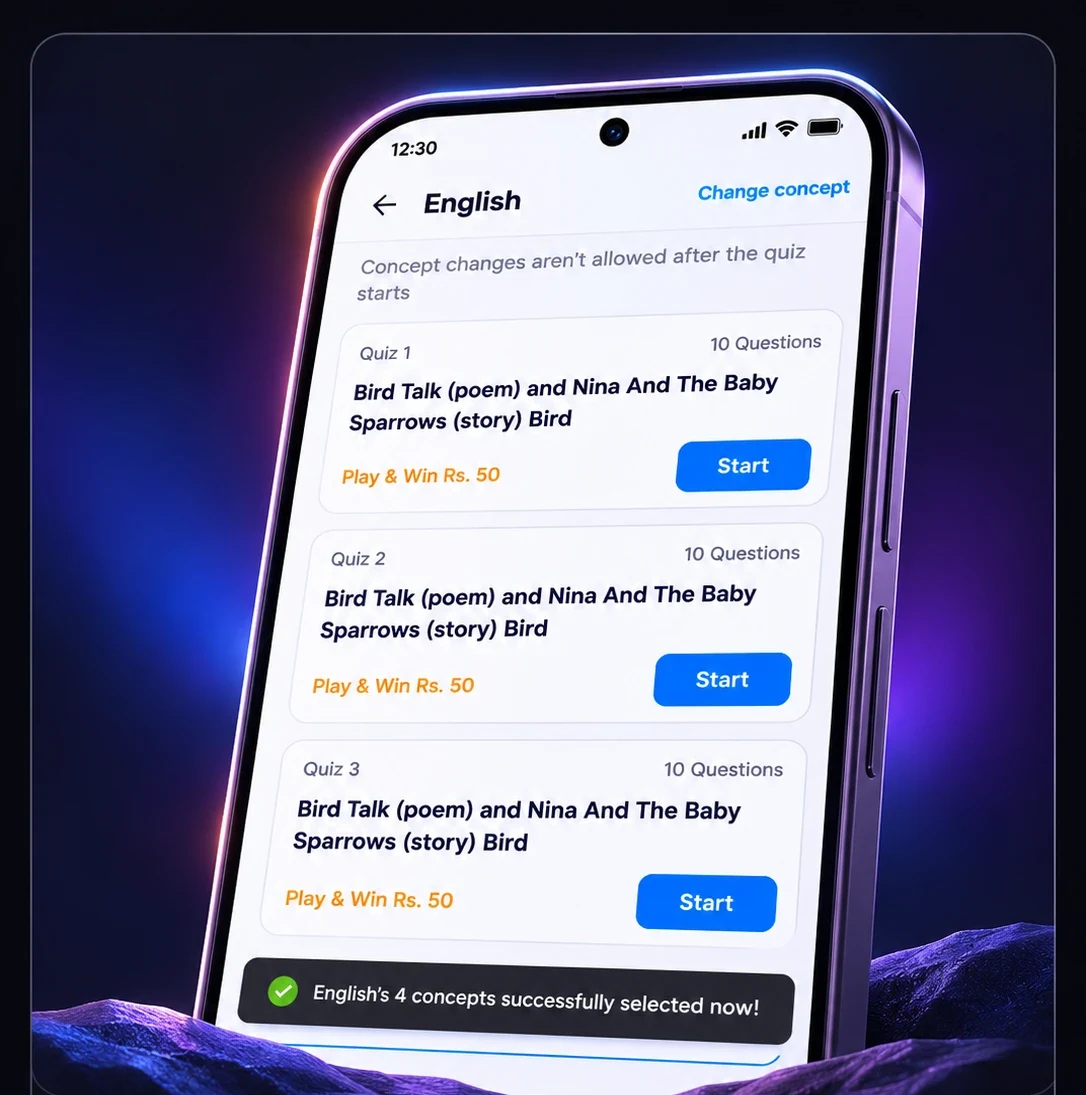 12:30
English
Change concept
Concept changes aren't allowed after the quiz
starts
Quiz 1
10 Questions
Bird Talk (poem) and Nina And The Baby
Sparrows (story) Bird
Play & Win Rs. 50
Start
Quiz 2
10 Questions
Bird Talk (poem) and Nina And The Baby
Sparrows (story) Bird
Play & Win Rs. 50
Start
Quiz 3
10 Questions
Bird Talk (poem) and Nina And The Baby
Sparrows (story) Bird
Play & Win Rs. 50
Start
English's 4 concepts successfully selected now!